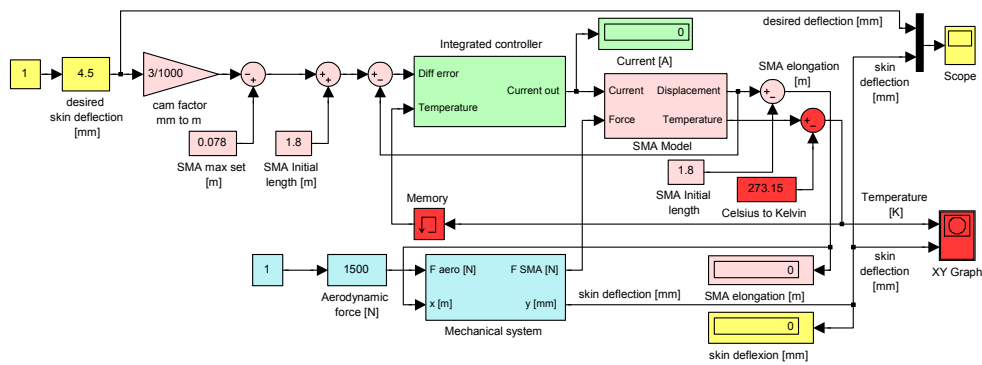 desired deflection [mm]
Integrated controller
0
Current [A]
1
4.5
desired
skin deflection
[mm]
3/1000
cam factor
mm to m
Diff error
Temperature
Current out
Current
Force
Displacement
Temperature
SMA Model
SMA elongation
[m]
skin
deflection
[mm]
Scope
0.078
SMA max set
[m]
1.8
SMA Initial
length [m]
1.8
SMA Initial
length
273.15
Celsius to Kelvin
Memory
Temperature
[K]
skin
deflection
[mm]
XY Graph
1
1500
Aerodynamic
force [N]
F aero [N]
x [m]
F SMA [N]
y [mm]
Mechanical system
skin deflection [mm]
0
SMA elongation [m]
0
skin deflexion [mm]